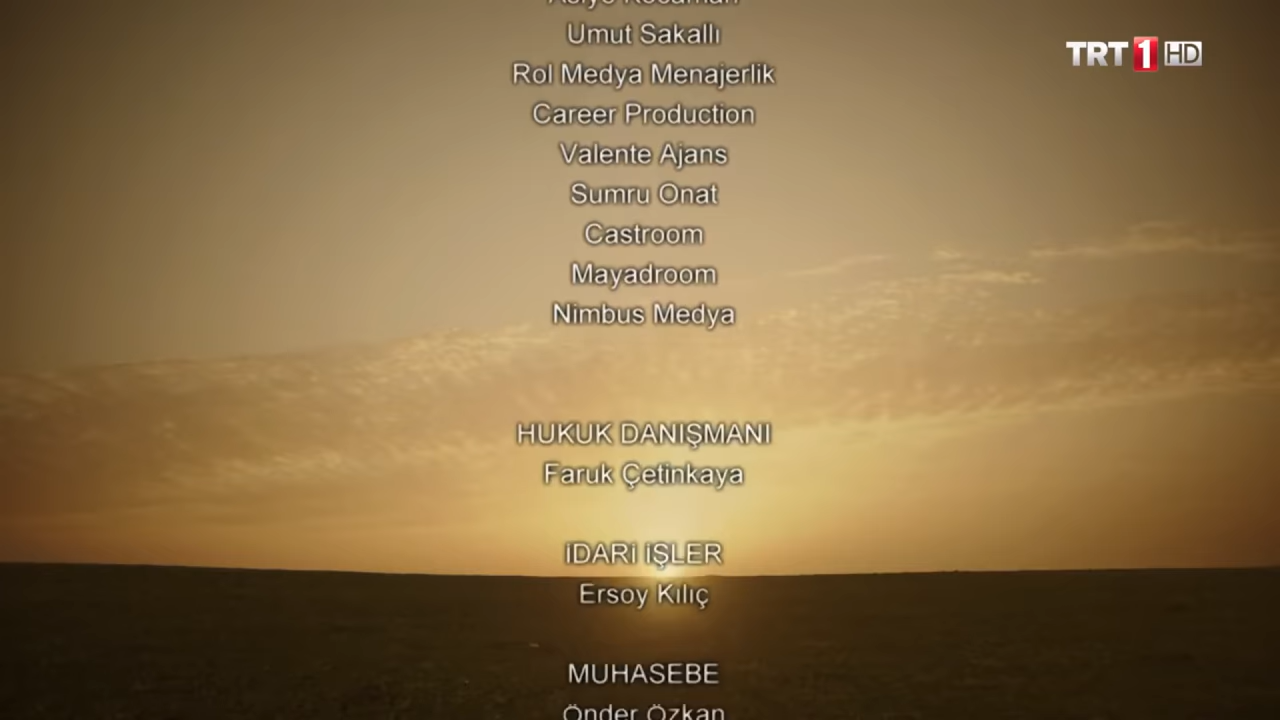 Umut Sakallı
Rol Medya Menajerlik
Career Production
Valente Ajans
Sumru Onat
Castroom
Mayadroom
Nimbus Medya
HUKUK DANIŞMANI
Faruk Çetinkaya
İDARİ İŞLER
Ersoy Kılıç
MUHASEBE
Önder Özkan
TRT 1 HD